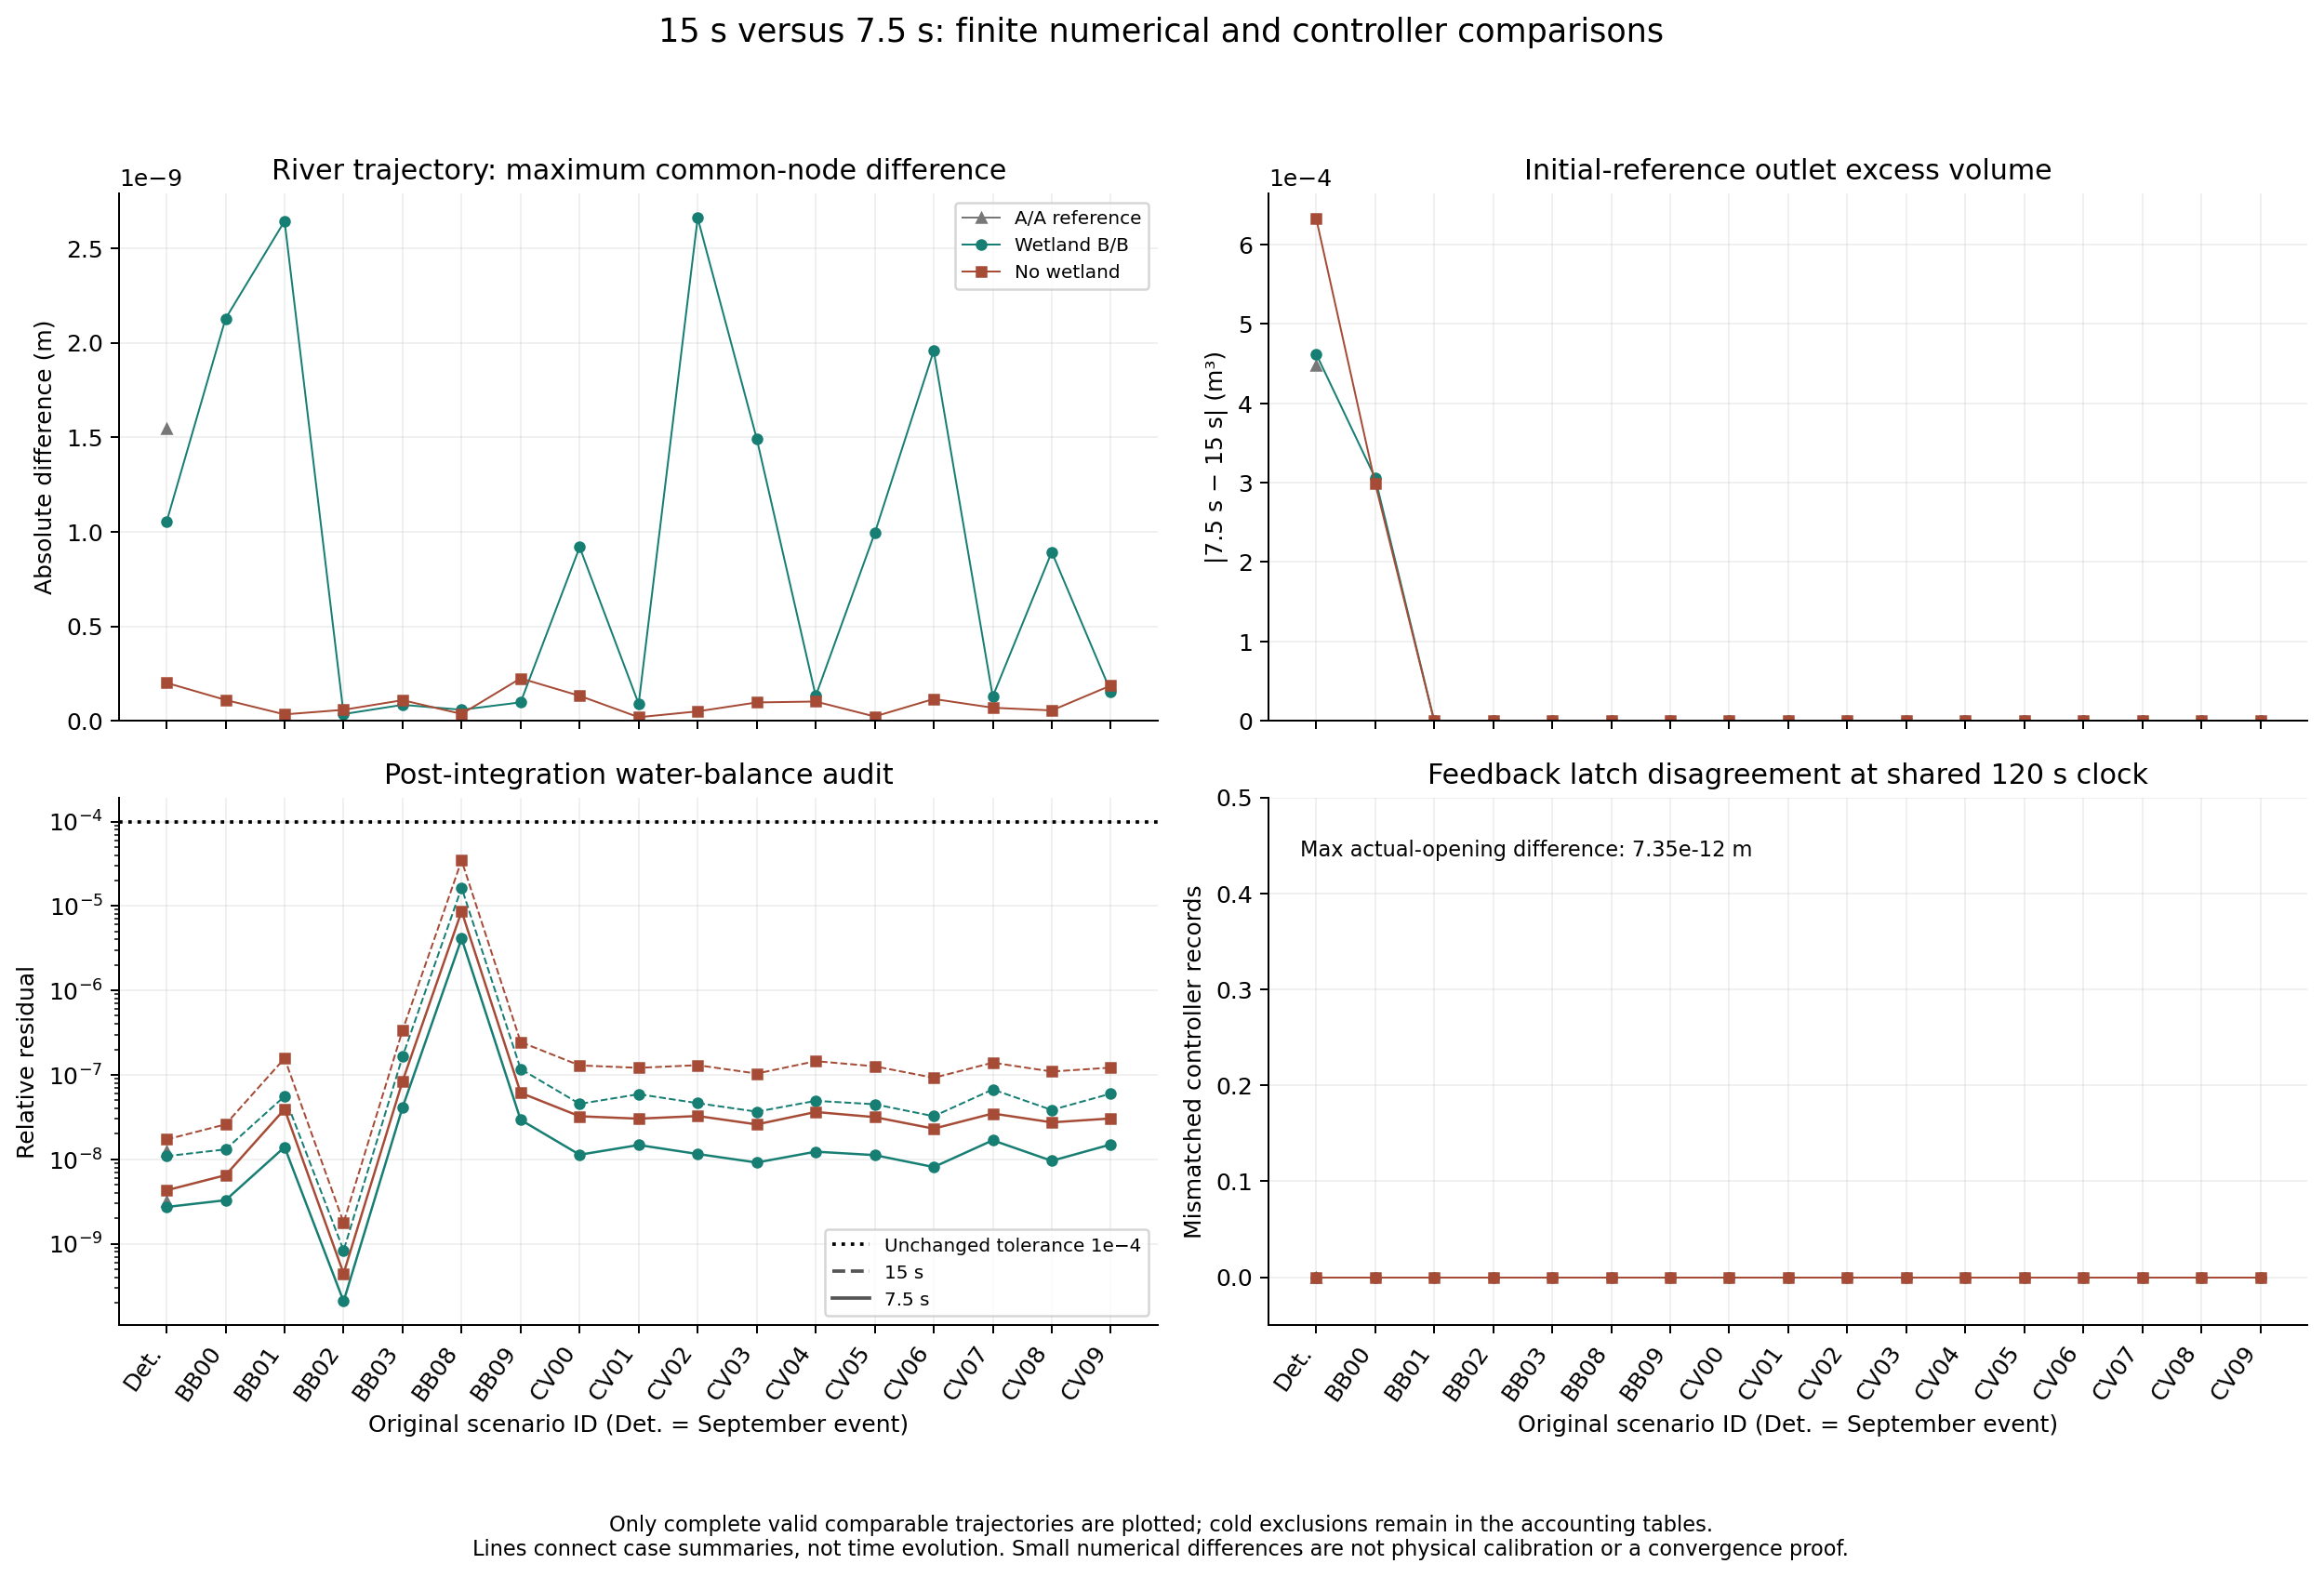 15 s versus 7.5 s: finite numerical and controller comparisons
River trajectory: maximum common-node difference
1e−9
Absolute difference (m)
2.5
2.0
1.5
1.0
0.5
0.0
A/A reference
Wetland B/B
No wetland
Initial-reference outlet excess volume
1e−4
|7.5 s − 15 s| (m³)
6
5
4
3
2
1
0
Post-integration water-balance audit
Relative residual
10⁻⁴
10⁻⁵
10⁻⁶
10⁻⁷
10⁻⁸
10⁻⁹
Unchanged tolerance 1e−4
15 s
7.5 s
Det.
BB00
BB01
BB02
BB03
BB08
BB09
CV00
CV01
CV02
CV03
CV04
CV05
CV06
CV07
CV08
CV09
Original scenario ID (Det. = September event)
Feedback latch disagreement at shared 120 s clock
Mismatched controller records
0.5
0.4
0.3
0.2
0.1
0.0
Max actual-opening difference: 7.35e-12 m
Det.
BB00
BB01
BB02
BB03
BB08
BB09
CV00
CV01
CV02
CV03
CV04
CV05
CV06
CV07
CV08
CV09
Original scenario ID (Det. = September event)
Only complete valid comparable trajectories are plotted; cold exclusions remain in the accounting tables.
Lines connect case summaries, not time evolution. Small numerical differences are not physical calibration or a convergence proof.